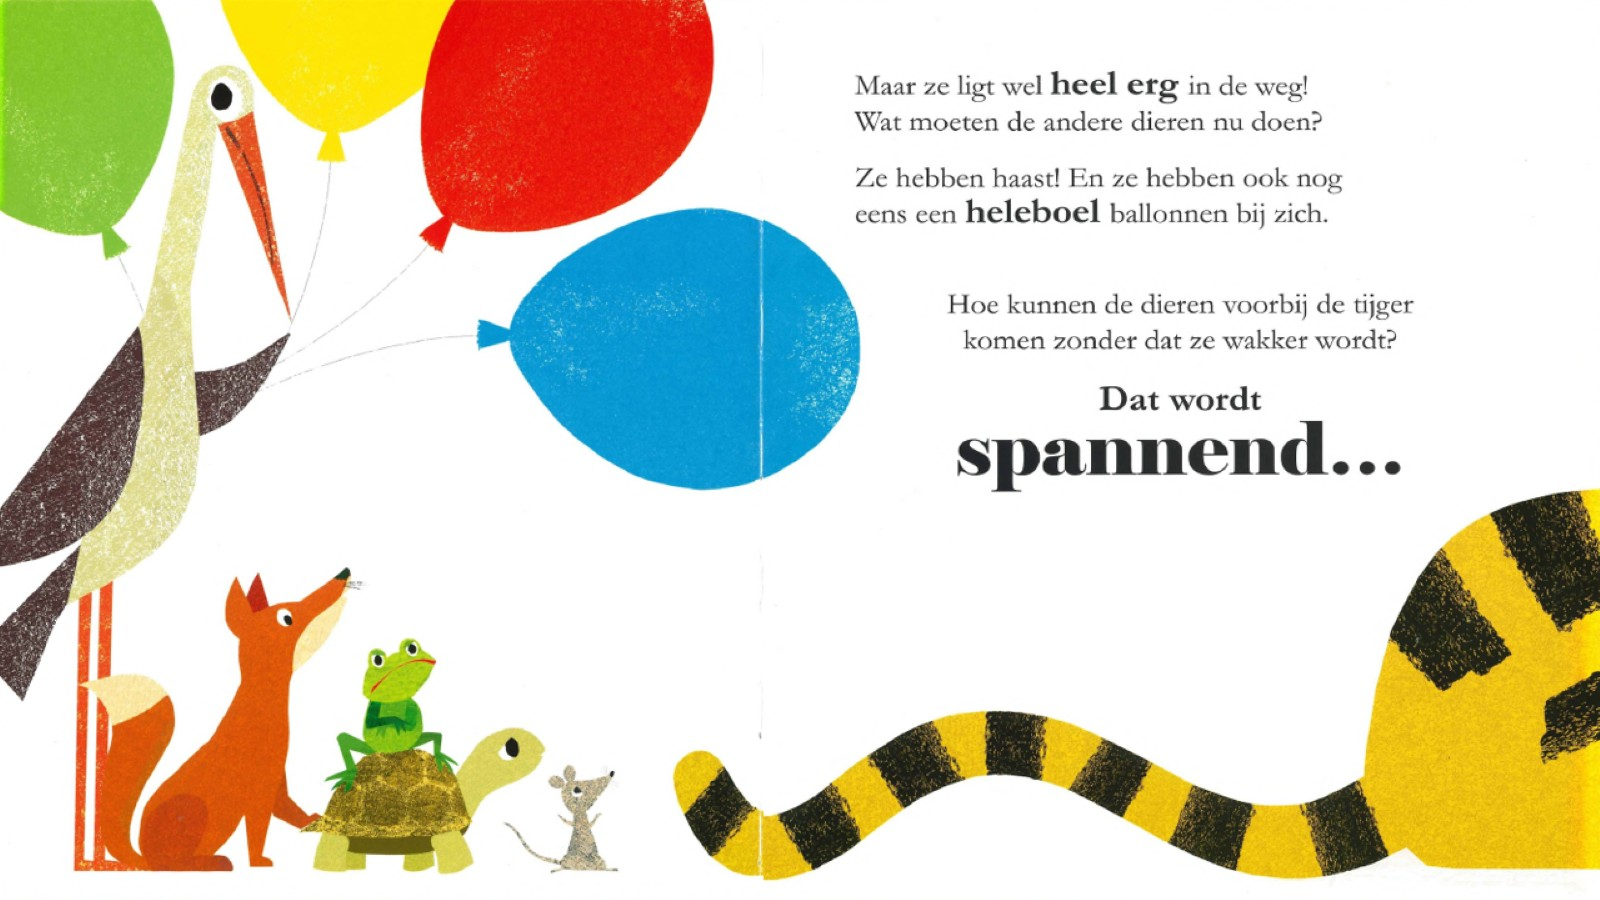 Maar ze ligt wel heel erg in de weg!
Wat moeten de andere dieren nu doen?
Ze hebben haast! En ze hebben ook nog
eens een heleboel ballonnen bij zich.
Hoe kunnen de dieren voorbij de tijger
komen zonder dat ze wakker wordt?
Dat wordt
spannend...